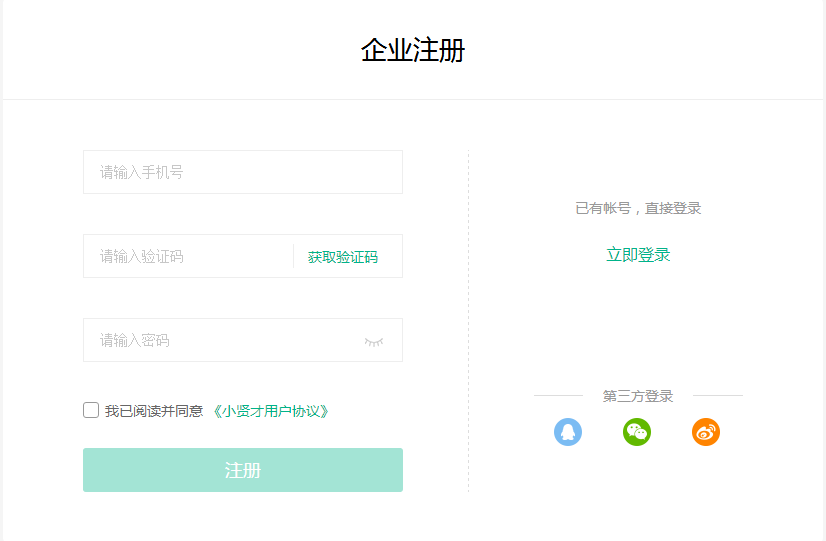 企业注册
请输入手机号
请输入验证码 获取验证码
请输入密码
我已阅读并同意《小贤才用户协议》
注册
已有帐号，直接登录
立即登录
第三方登录